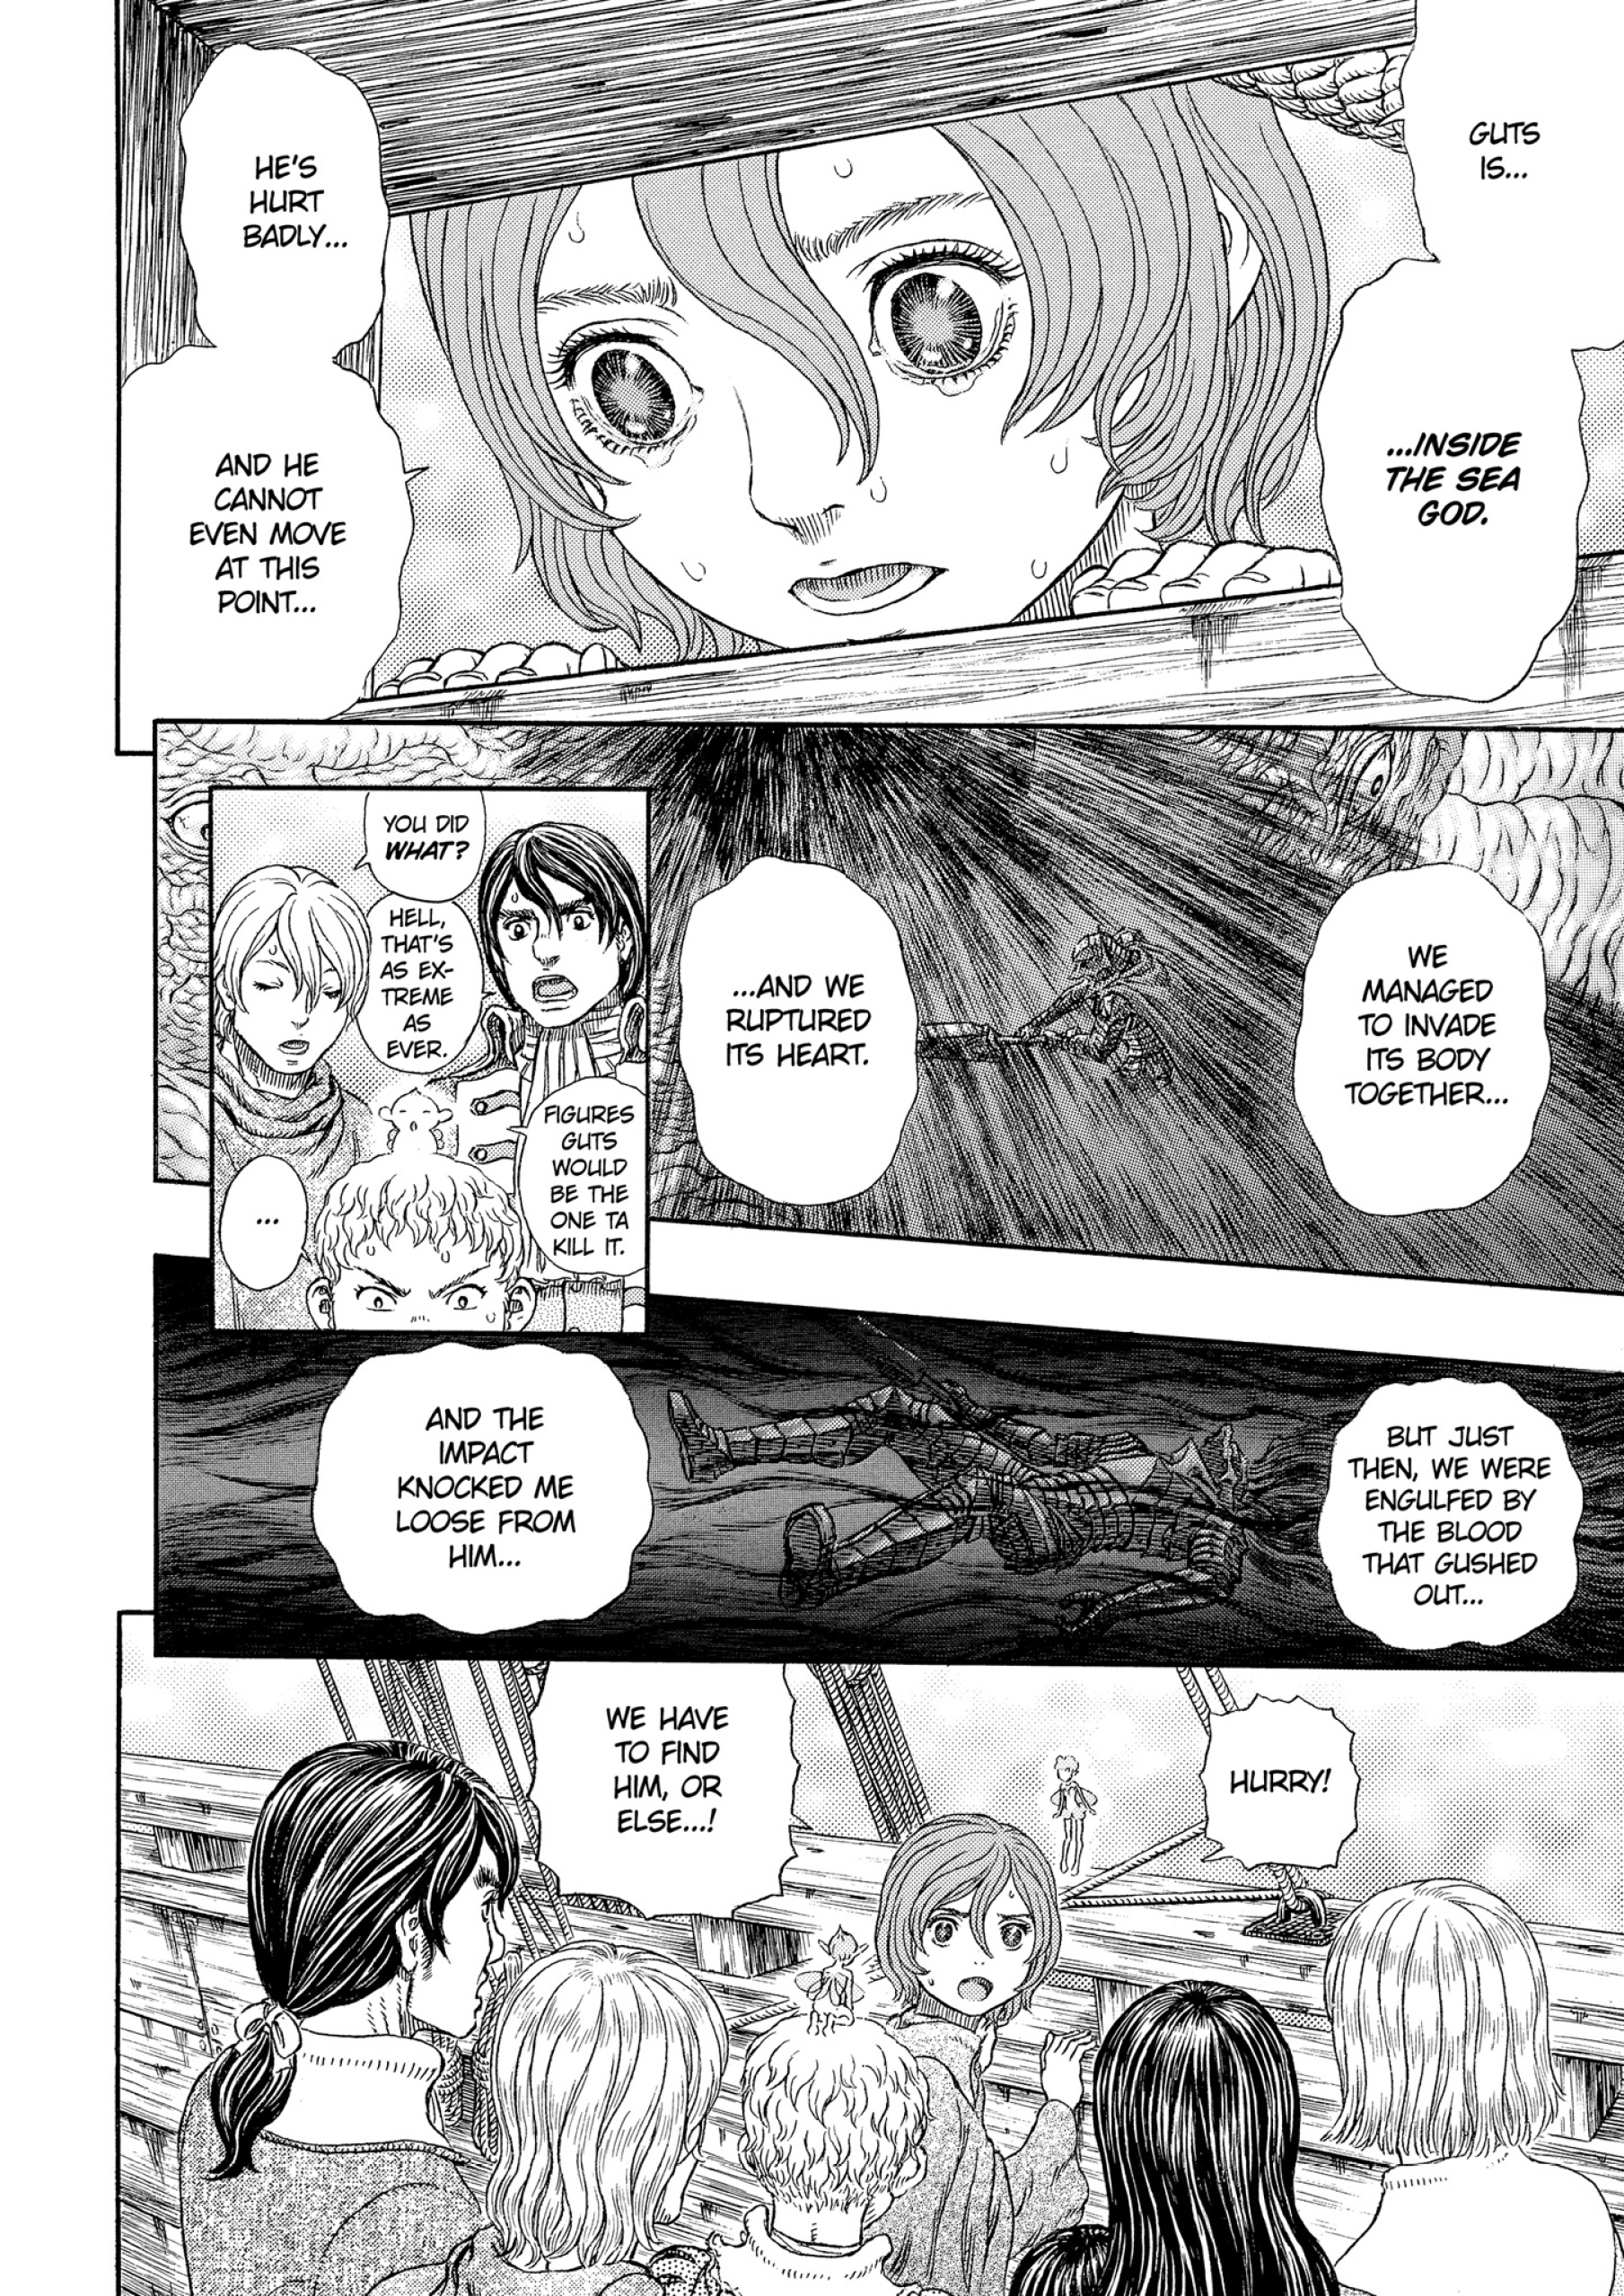 GUTS
IS...
...INSIDE
THE SEA
GOD.
HE'S
HURT
BADLY...
AND HE
CANNOT
EVEN MOVE
AT THIS
POINT...
WE
MANAGED
TO INVADE
ITS BODY
TOGETHER...
...AND WE
RUPTURED
ITS HEART.
YOU DID
WHAT?
HELL,
THAT'S
AS EX-
TREME
AS
EVER.
FIGURES
GUTS
WOULD
BE THE
ONE TA
KILL IT.
...
BUT JUST
THEN, WE WERE
ENGULFED BY
THE BLOOD
THAT GUSHED
OUT...
AND THE
IMPACT
KNOCKED ME
LOOSE FROM
HIM...
HURRY!
WE HAVE
TO FIND
HIM, OR
ELSE...!